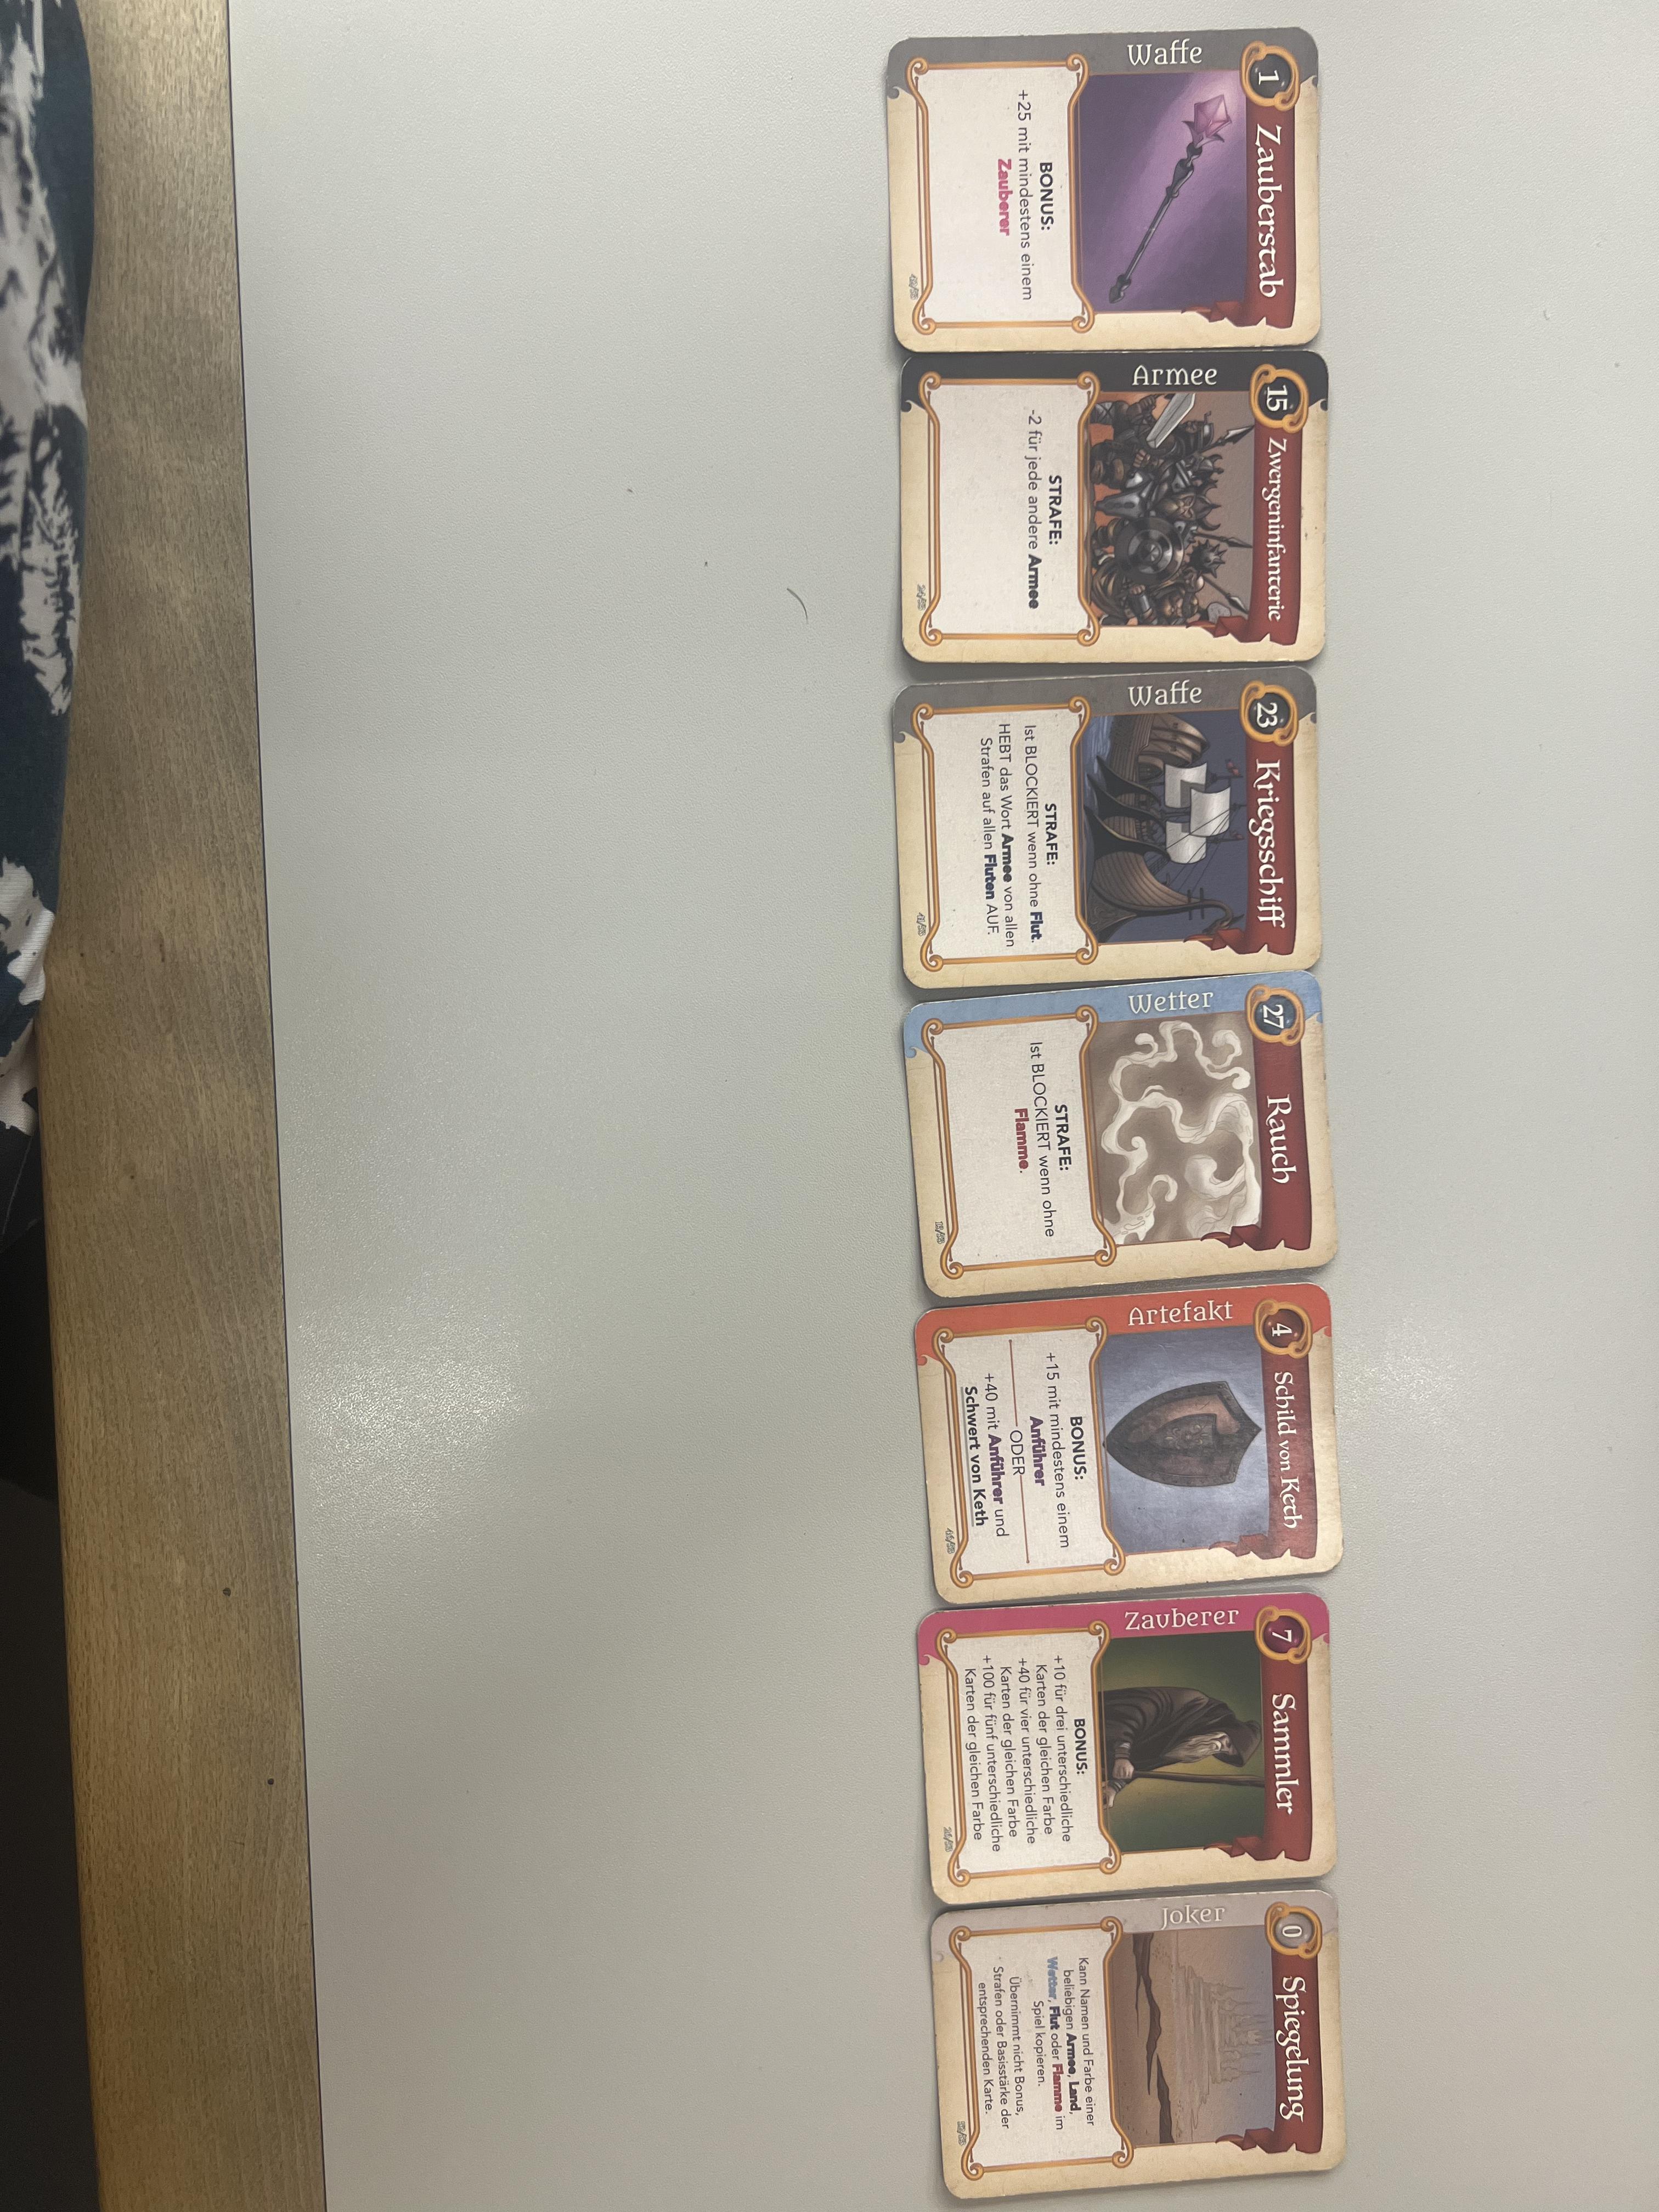 1 Zauberstab
Waffe
BONUS:
+25 mit mindestens einem
Zauberer
15 Zwergeninfanterie
Armee
STRAFE:
-2 für jede andere Armee
23 Kriegsschiff
Waffe
STRAFE:
Ist BLOCKIERT wenn ohne Flut.
HEBT das Wort Armee von allen
Strafen auf allen Fluten AUF.
27 Rauch
Wetter
STRAFE:
Ist BLOCKIERT wenn ohne
Flamme.
4 Schild von Keth
Artefakt
BONUS:
+15 mit mindestens einem
Anführer
ODER
+40 mit Anführer und
Schwert von Keth
7 Sammler
Zauberer
BONUS:
+10 für drei unterschiedliche
Karten der gleichen Farbe
+40 für vier unterschiedliche
Karten der gleichen Farbe
+100 für fünf unterschiedliche
Karten der gleichen Farbe
0 Spiegelung
Joker
Kann Namen und Farbe einer
beliebigen Armee, Land,
Wetter, Flut oder Flamme im
Spiel kopieren.
Übernimmt nicht Bonus,
Strafen oder Basisstärke der
entsprechenden Karte.